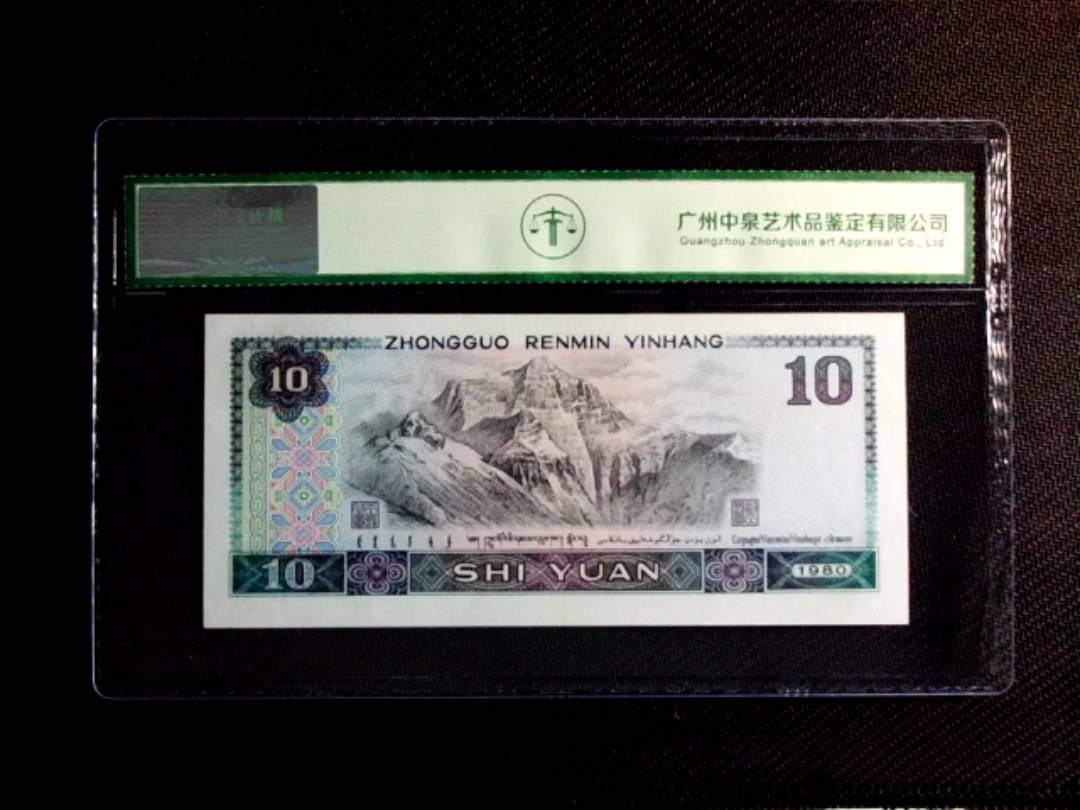 广州中泉艺术品鉴定有限公司
Guangzhou Zhongquan art Appraisal Co., Ltd.
ZHONGGUO RENMIN YINHANG
10
10
10
SHI YUAN
1980